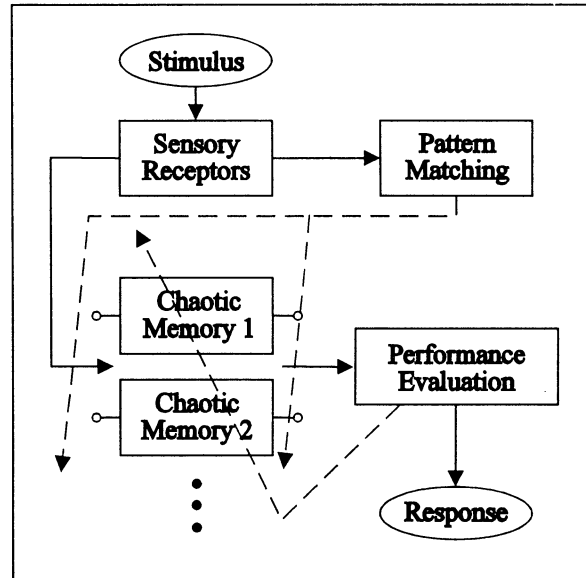 Stimulus
Sensory
Receptors
Pattern
Matching
Chaotic
Memory 1
Performance
Evaluation
Chaotic
Memory 2
Response